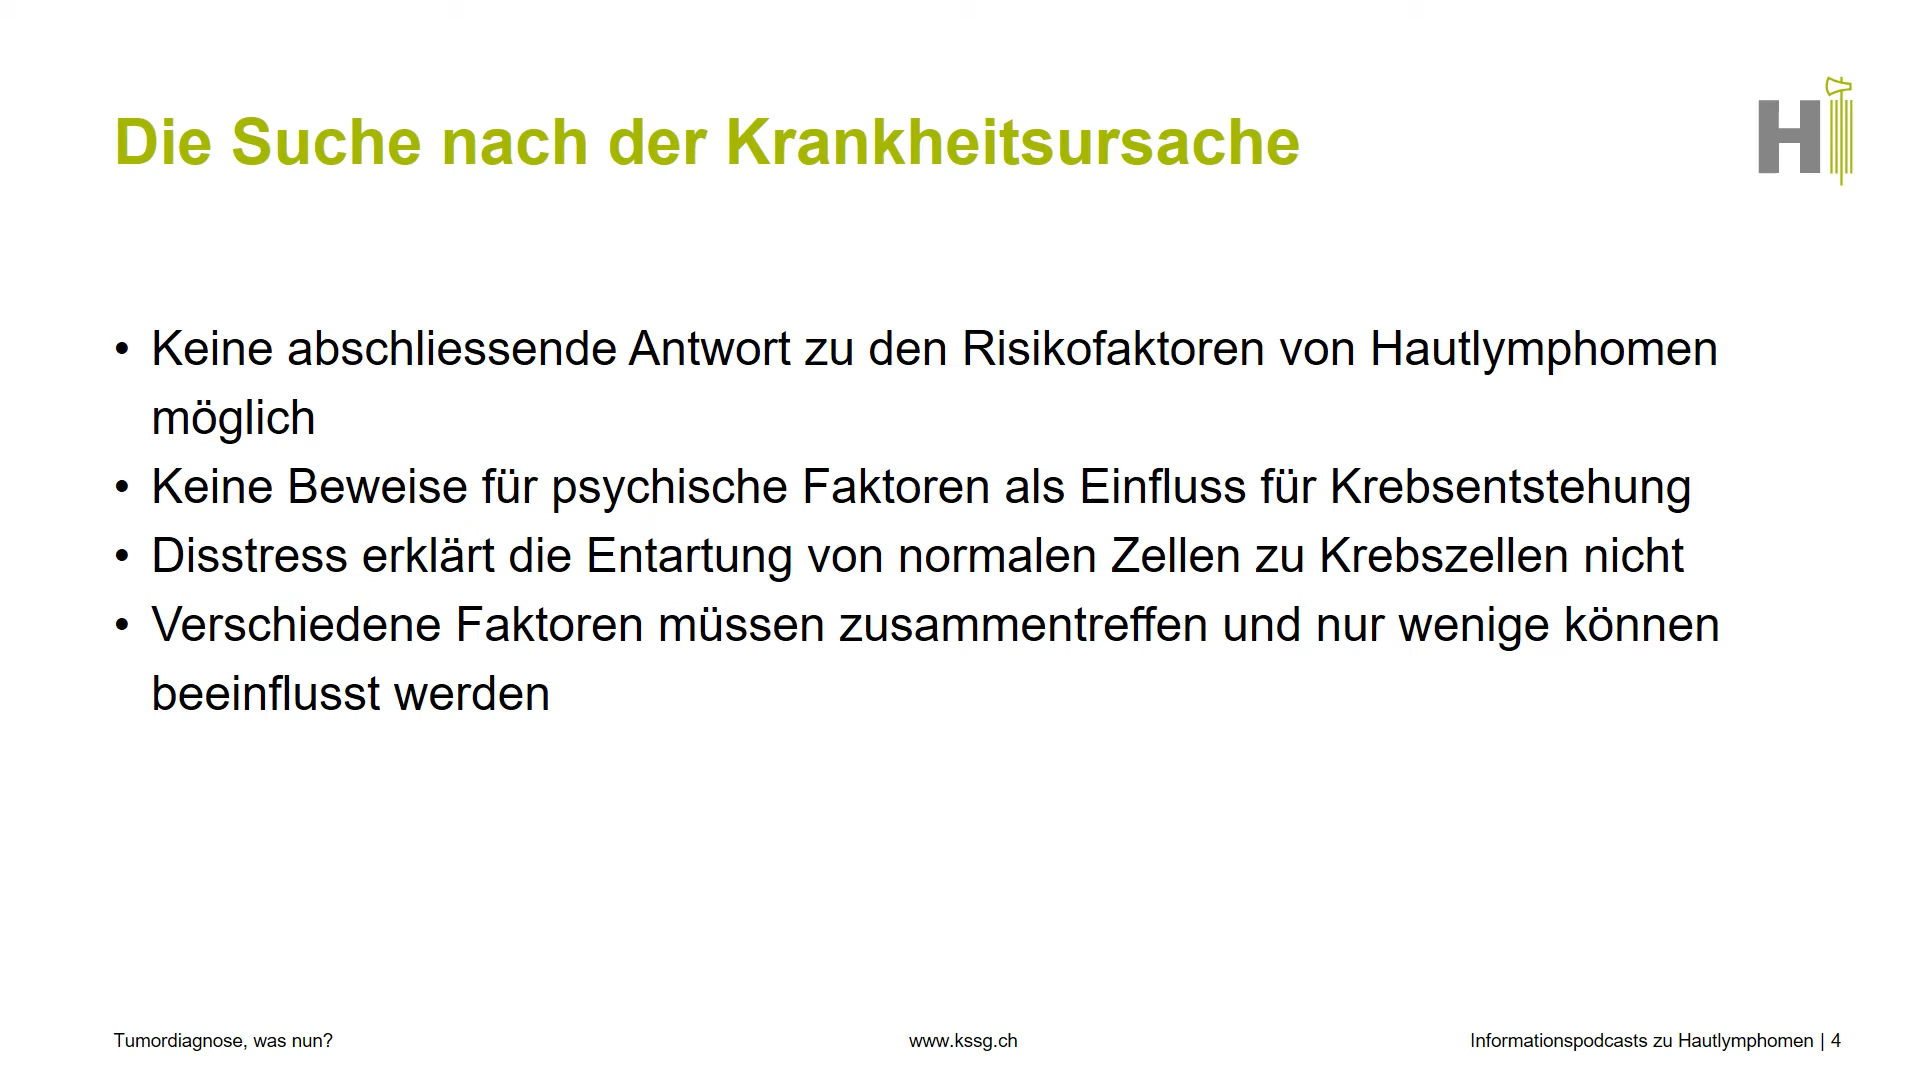 Die Suche nach der Krankheitsursache
H
• Keine abschliessende Antwort zu den Risikofaktoren von Hautlymphomen
möglich
• Keine Beweise für psychische Faktoren als Einfluss für Krebsentstehung
• Disstress erklärt die Entartung von normalen Zellen zu Krebszellen nicht
• Verschiedene Faktoren müssen zusammentreffen und nur wenige können
beeinflusst werden
Tumordiagnose, was nun?
www.kssg.ch
Informationspodcasts zu Hautlymphomen | 4